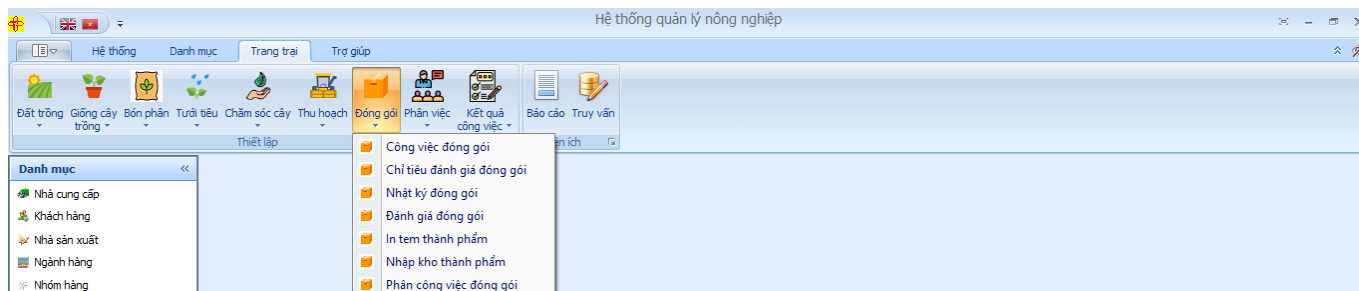 Hệ thống quản lý nông nghiệp
Hệ thống Danh mục Trang trại Trợ giúp
Đất trồng Giống cây trồng Bón phân Tưới tiêu Chăm sóc cây Thu hoạch Đóng gói Phân việc Kết quả công việc Báo cáo Truy vấn
Thiết lập ện ích
Công việc đóng gói
Chỉ tiêu đánh giá đóng gói
Nhật ký đóng gói
Đánh giá đóng gói
In tem thành phẩm
Nhập kho thành phẩm
Phân công việc đóng gói
Danh mục
Nhà cung cấp
Khách hàng
Nhà sản xuất
Ngành hàng
Nhóm hàng